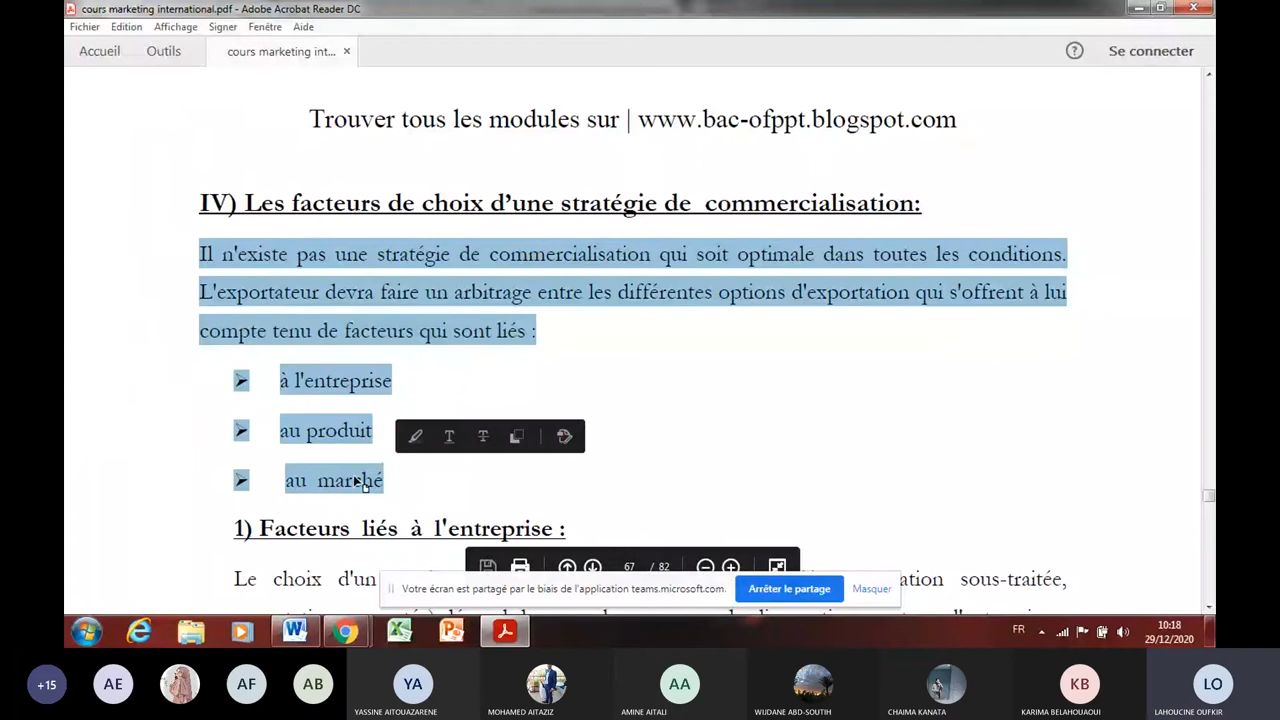 cours marketing international.pdf - Adobe Acrobat Reader DC
Fichier Edition Affichage Signer Fenêtre Aide
Accueil Outils cours marketing int... × ? Se connecter
Trouver tous les modules sur | www.bac-ofppt.blogspot.com
IV) Les facteurs de choix d’une stratégie de commercialisation:
Il n'existe pas une stratégie de commercialisation qui soit optimale dans toutes les conditions.
L'exportateur devra faire un arbitrage entre les différentes options d'exportation qui s'offrent à lui
compte tenu de facteurs qui sont liés :
à l'entreprise
au produit
au marché
1) Facteurs liés à l'entreprise :
67 / 82
Le choix d'un sous-traitée,
Votre écran est partagé par le biais de l'application teams.microsoft.com. Arrêter le partage Masquer
FR 10:18
29/12/2020
+15 AE AF AB YA AA KB LO
YASSINE AITOUAZARENE MOHAMED AITAZIZ AMINE AITALI WIJDANE ABD-SOUTIH CHAIMA KANATA KARIMA BELAHOUAOUI LAHOUCINE OUFKIR